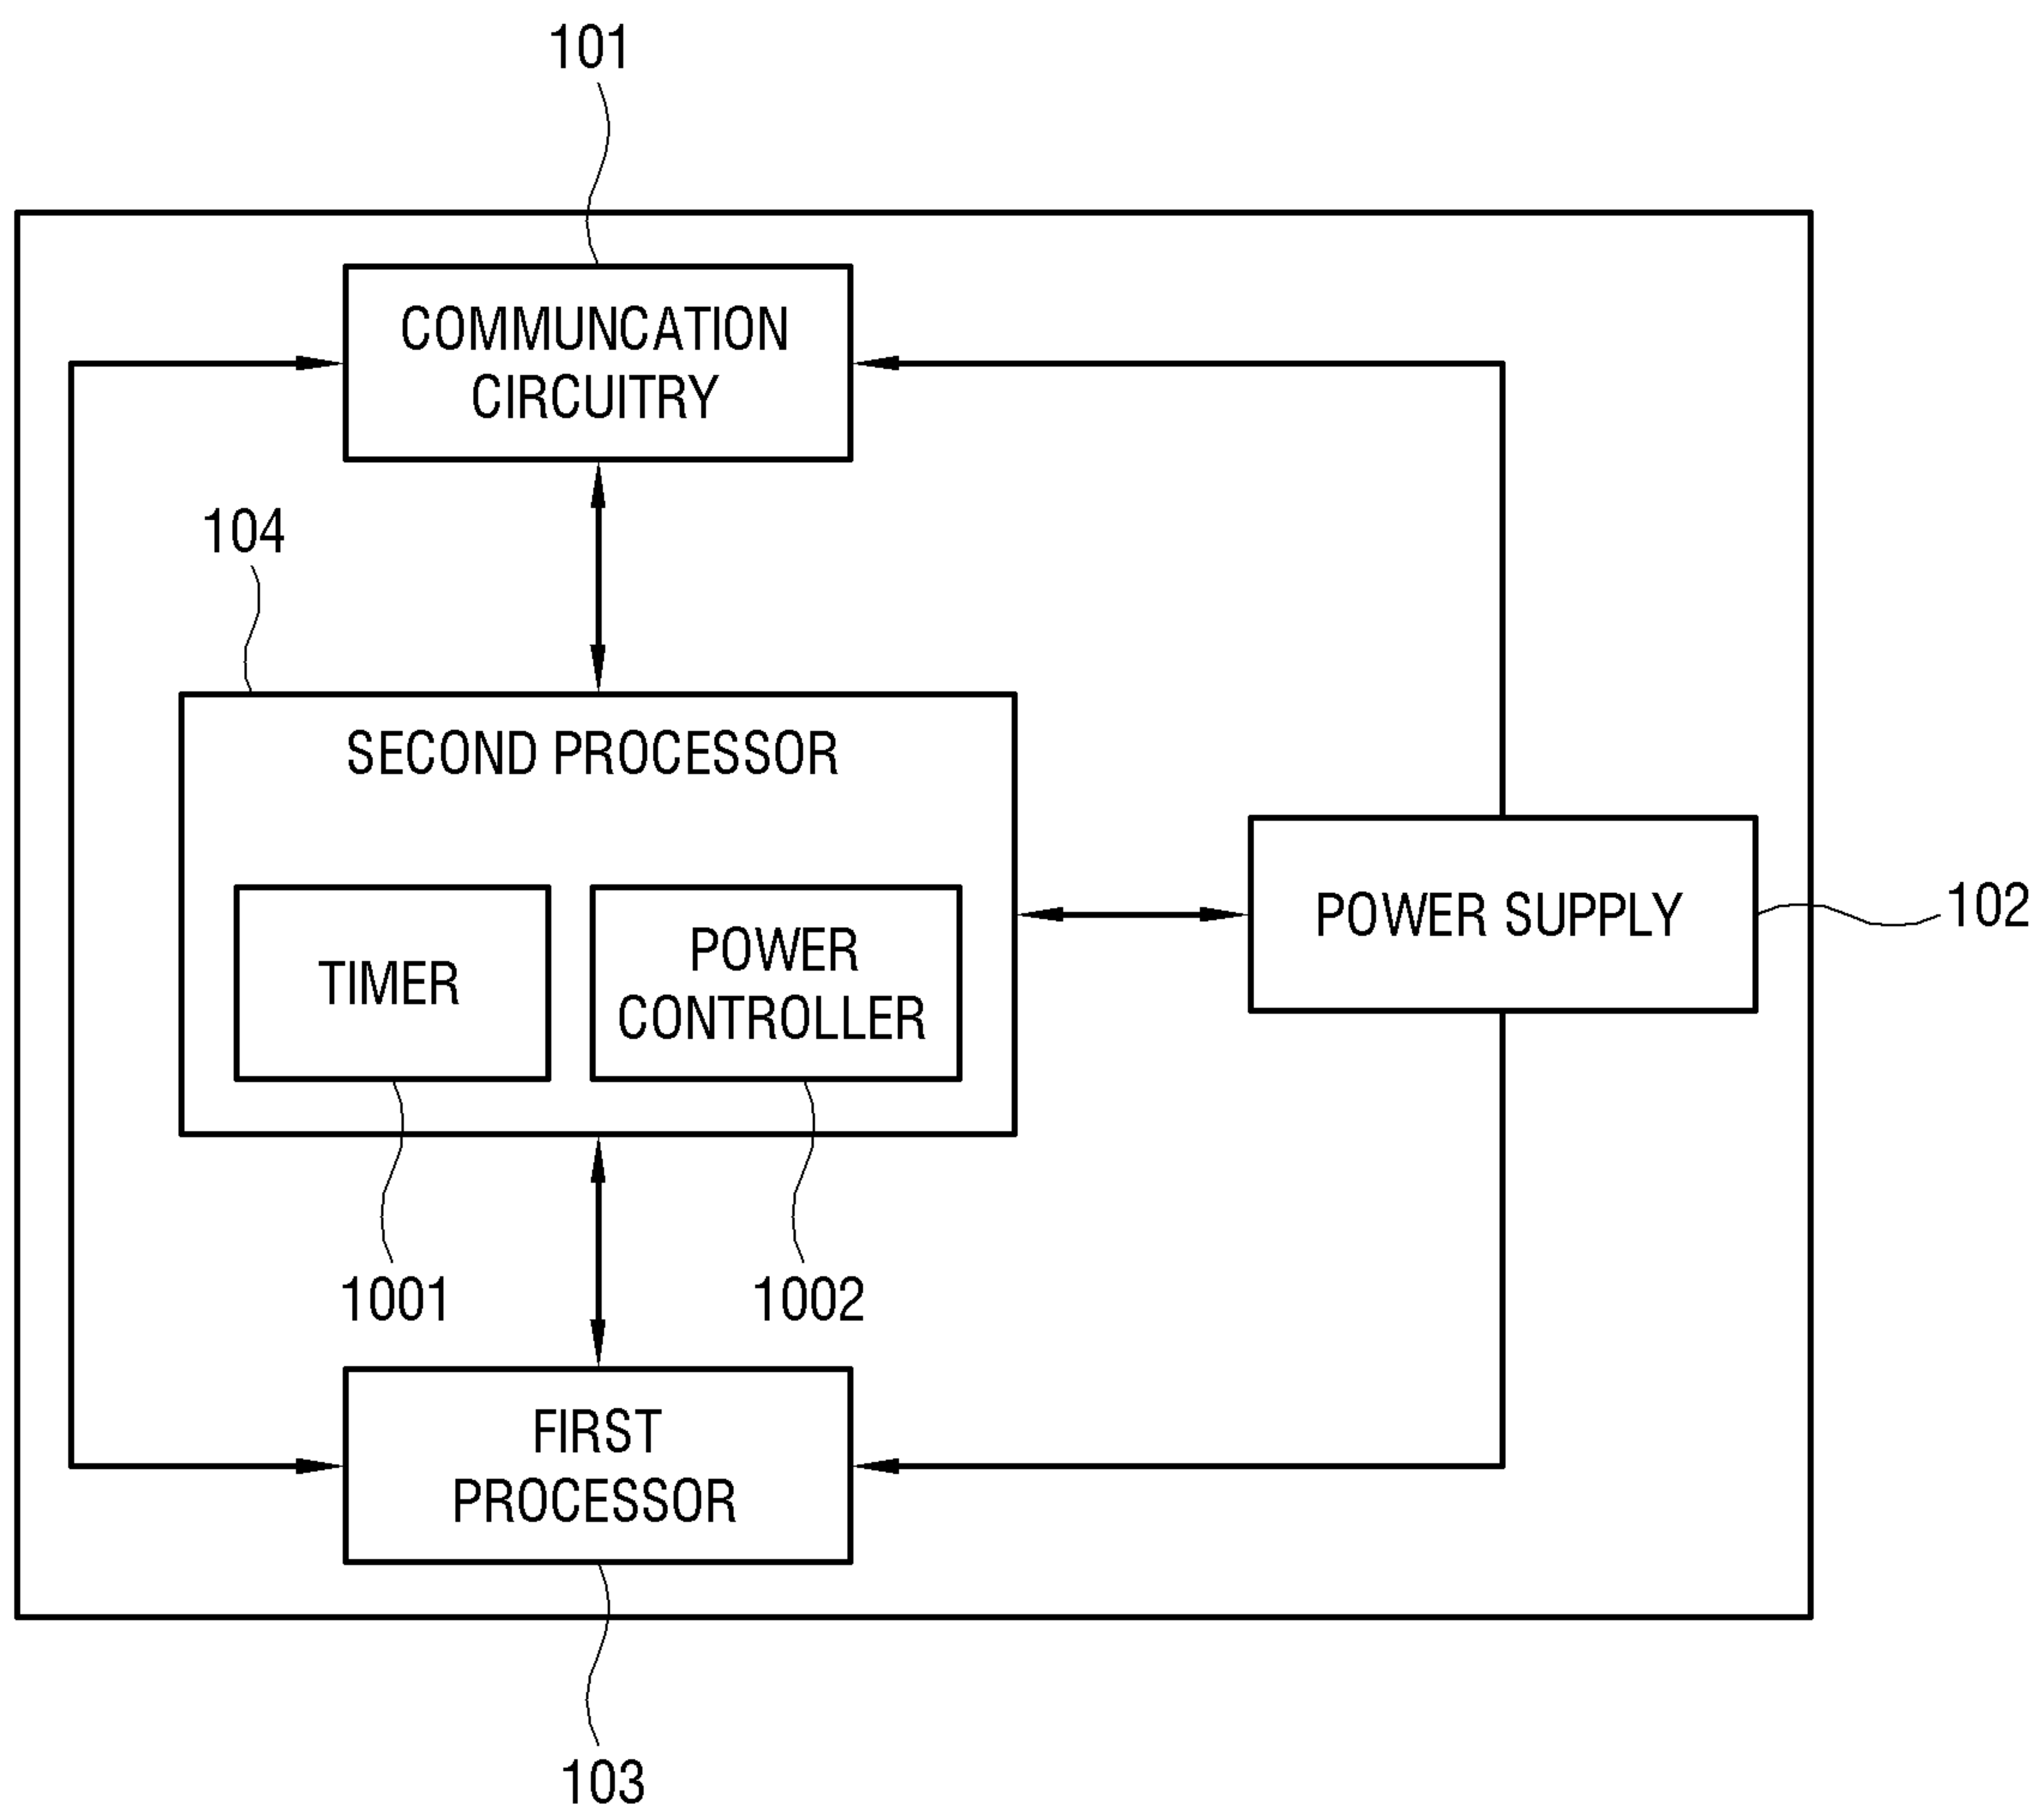 101
COMMUNCATION
CIRCUITRY
104
SECOND PROCESSOR
TIMER
POWER
CONTROLLER
POWER SUPPLY
102
1001
1002
FIRST
PROCESSOR
103